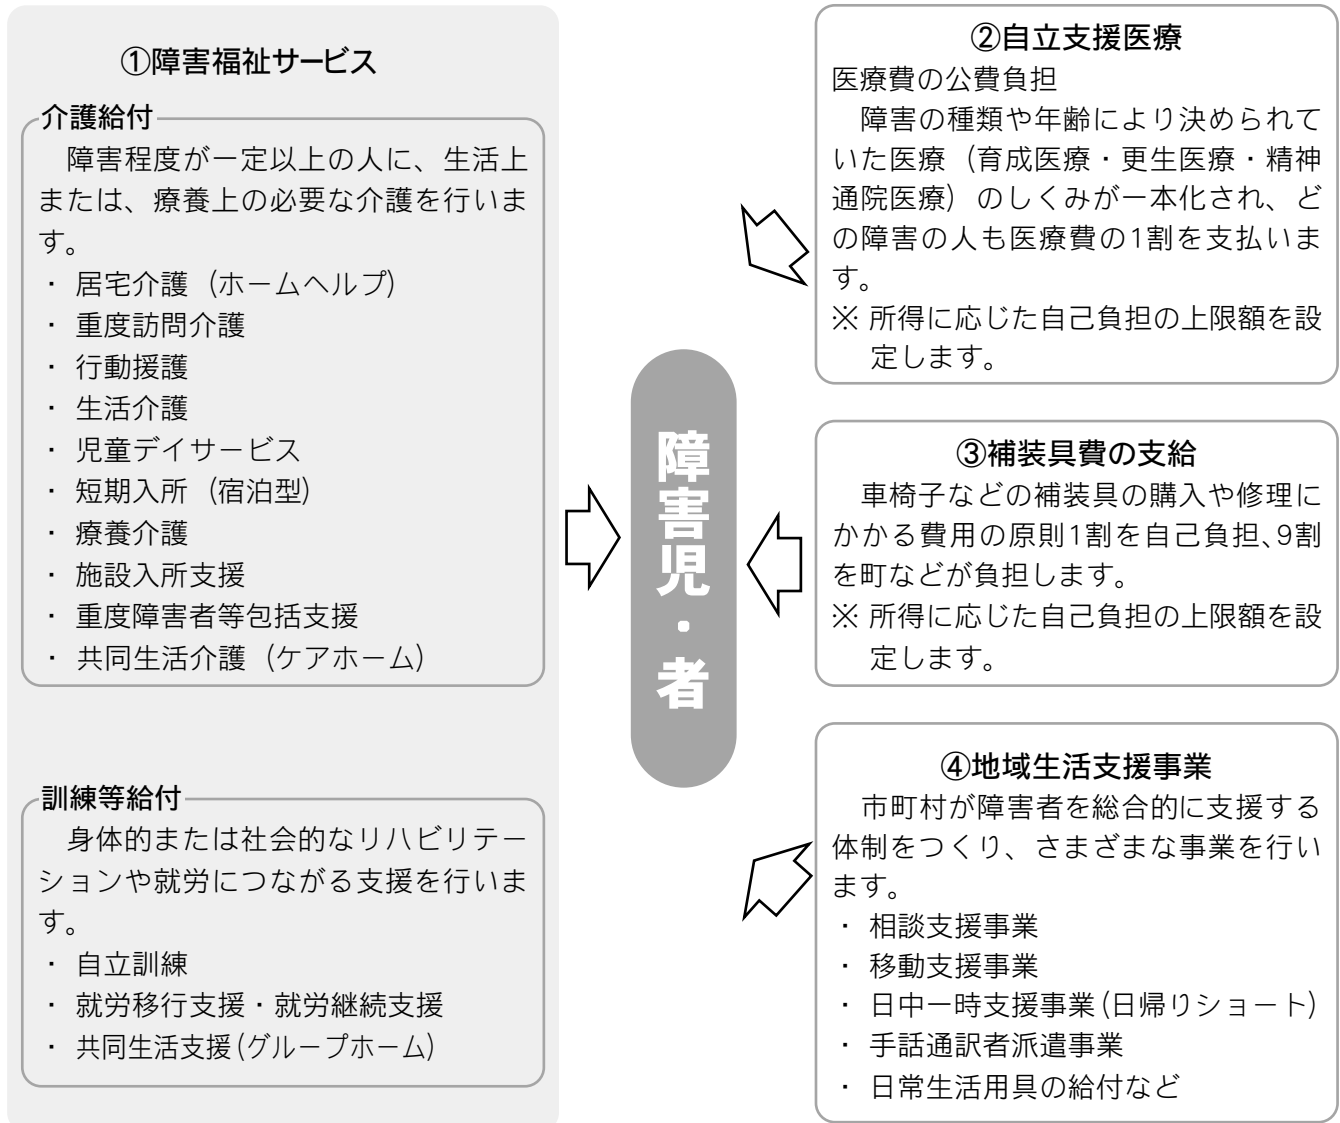 ①障害福祉サービス
介護給付
障害程度が一定以上の人に、生活上
または、療養上の必要な介護を行いま
す。
・ 居宅介護（ホームヘルプ）
・ 重度訪問介護
・ 行動援護
・ 生活介護
・ 児童デイサービス
・ 短期入所（宿泊型）
・ 療養介護
・ 施設入所支援
・ 重度障害者等包括支援
・ 共同生活介護（ケアホーム）
訓練等給付
身体的または社会的なリハビリテー
ションや就労につながる支援を行いま
す。
・ 自立訓練
・ 就労移行支援・就労継続支援
・ 共同生活支援（グループホーム）
障害児・者
②自立支援医療
医療費の公費負担
障害の種類や年齢により決められて
いた医療（育成医療・更生医療・精神
通院医療）のしくみが一本化され、ど
の障害の人も医療費の1割を支払いま
す。
※ 所得に応じた自己負担の上限額を設
定します。
③補装具費の支給
車椅子などの補装具の購入や修理に
かかる費用の原則1割を自己負担、9割
を町などが負担します。
※ 所得に応じた自己負担の上限額を設
定します。
④地域生活支援事業
市町村が障害者を総合的に支援する
体制をつくり、さまざまな事業を行い
ます。
・ 相談支援事業
・ 移動支援事業
・ 日中一時支援事業（日帰りショート）
・ 手話通訳者派遣事業
・ 日常生活用具の給付など